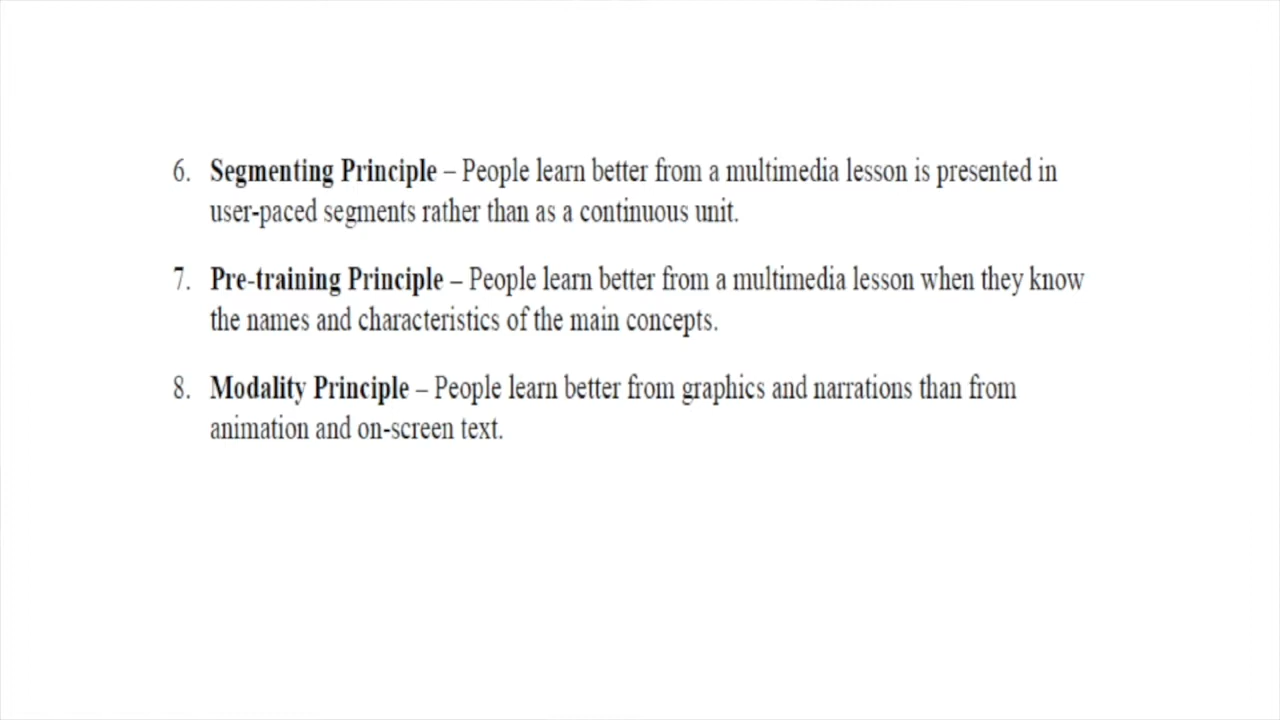 6. Segmenting Principle – People learn better from a multimedia lesson is presented in
user-paced segments rather than as a continuous unit.
7. Pre-training Principle – People learn better from a multimedia lesson when they know
the names and characteristics of the main concepts.
8. Modality Principle – People learn better from graphics and narrations than from
animation and on-screen text.